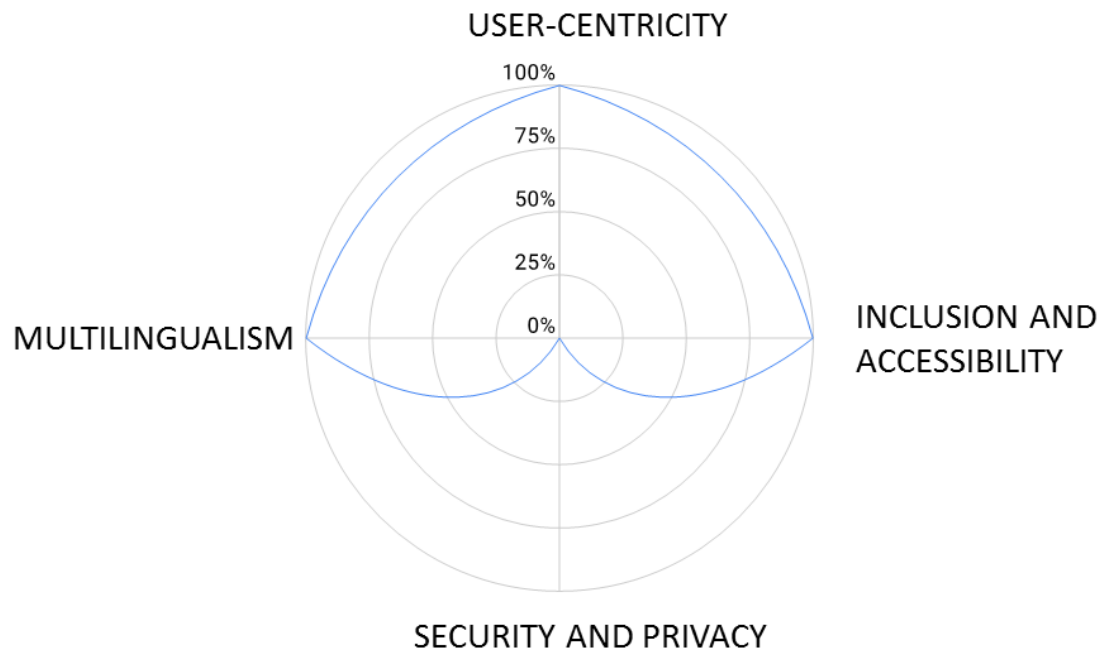 USER-CENTRICITY
100%
75%
50%
25%
0%
MULTILINGUALISM
INCLUSION AND
ACCESSIBILITY
SECURITY AND PRIVACY